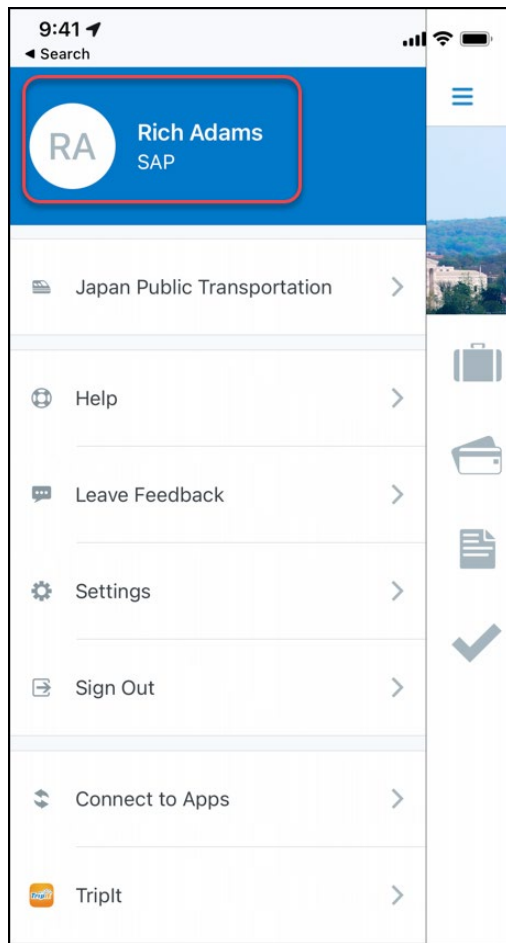 9:41
◀ Search
RA
Rich Adams
SAP
Japan Public Transportation
Help
Leave Feedback
Settings
Sign Out
Connect to Apps
TripIt
TripIt